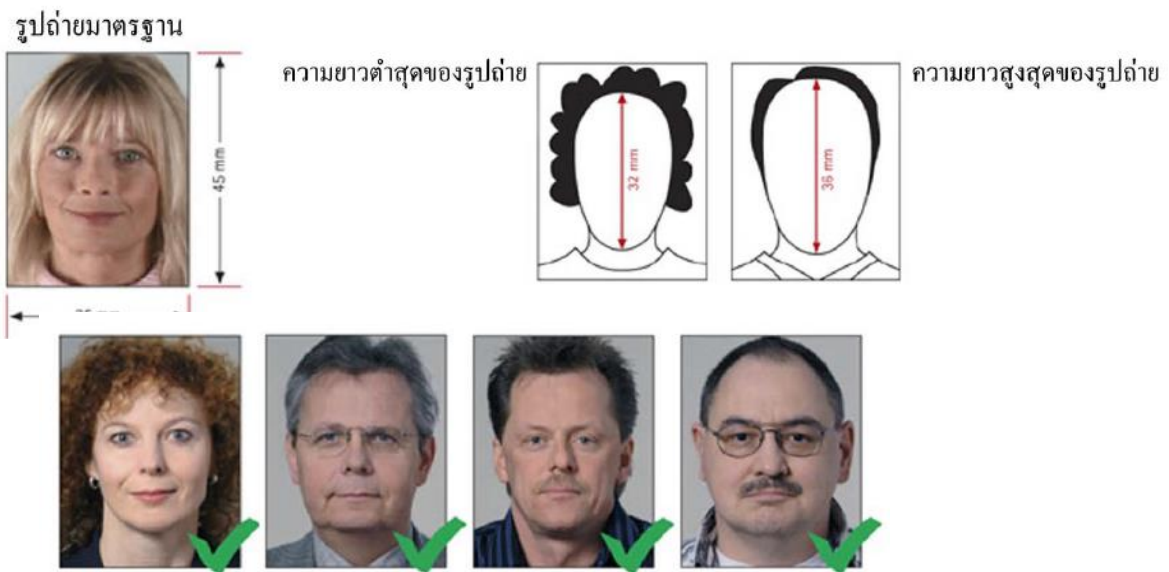 รูปถ่ายมาตรฐาน
45 mm
ความยาวต่ำสุดของรูปถ่าย
32 mm
36 mm
ความยาวสูงสุดของรูปถ่าย